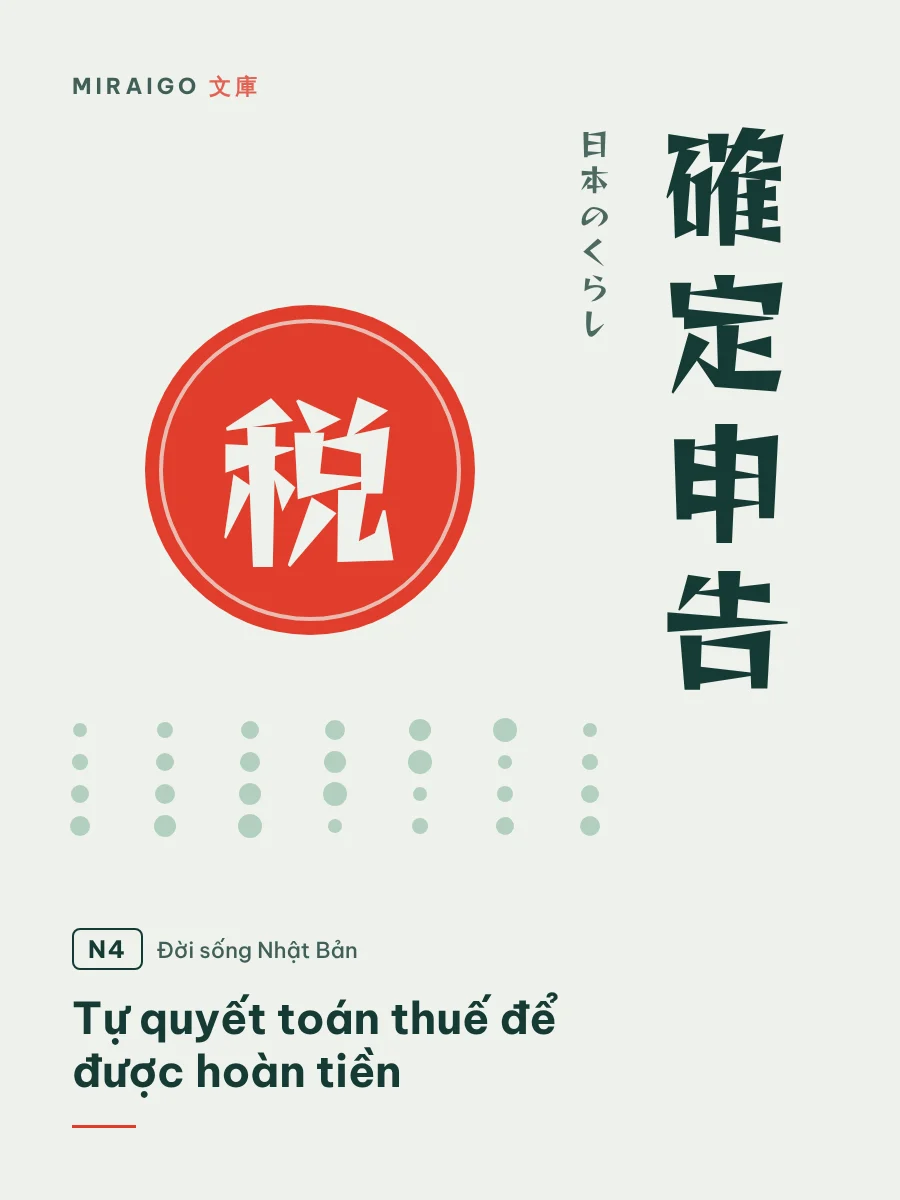 MIRAIGO 文庫
確定申告
日本のくらし
税
N4 Đời sống Nhật Bản
Tự quyết toán thuế để
được hoàn tiền